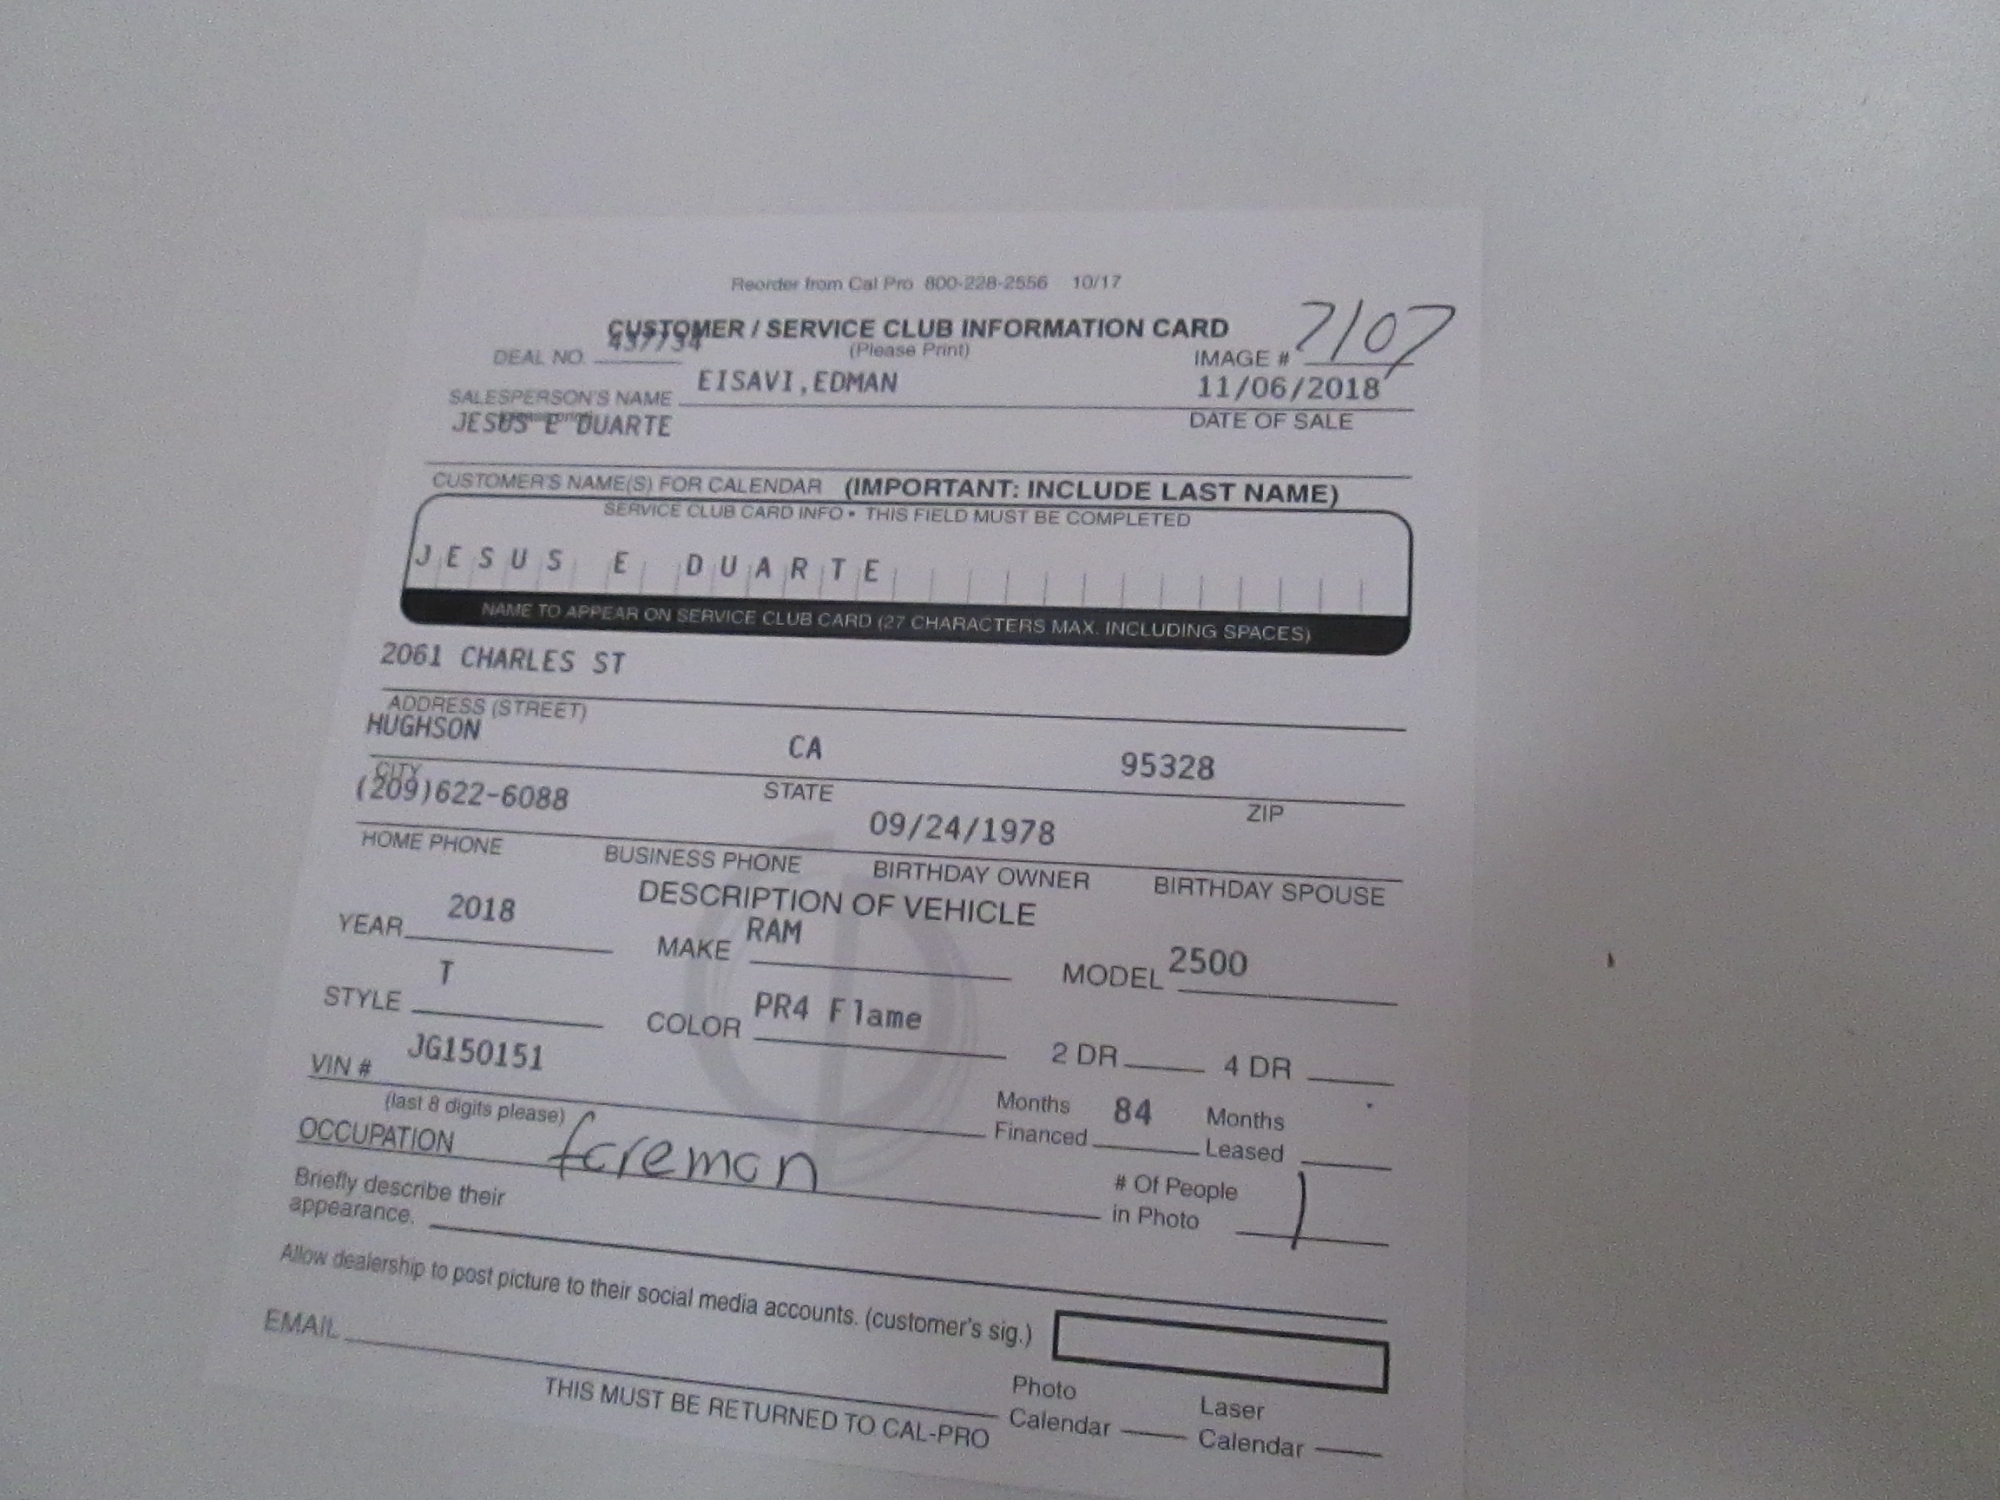 Reorder from Cal Pro 800-228-2556 10/17
CUSTOMER / SERVICE CLUB INFORMATION CARD
(Please Print)
DEAL NO. 437734
IMAGE # 7107
SALESPERSON'S NAME EISAVI,EDMAN
11/06/2018
DATE OF SALE
JESUS E DUARTE
CUSTOMER'S NAME(S) FOR CALENDAR (IMPORTANT: INCLUDE LAST NAME)
SERVICE CLUB CARD INFO • THIS FIELD MUST BE COMPLETED
JESUS E DUARTE
NAME TO APPEAR ON SERVICE CLUB CARD (27 CHARACTERS MAX. INCLUDING SPACES)
2061 CHARLES ST
ADDRESS (STREET)
HUGHSON CA 95328
CITY STATE ZIP
(209)622-6088 09/24/1978
HOME PHONE BUSINESS PHONE BIRTHDAY OWNER BIRTHDAY SPOUSE
DESCRIPTION OF VEHICLE
YEAR 2018 MAKE RAM MODEL 2500
STYLE T COLOR PR4 Flame 2 DR 4 DR
VIN # JG150151
(last 8 digits please)
Months Financed 84 Months Leased
OCCUPATION foreman
# Of People in Photo 1
Briefly describe their
appearance.
Allow dealership to post picture to their social media accounts. (customer's sig.)
EMAIL
Photo Calendar Laser Calendar
THIS MUST BE RETURNED TO CAL-PRO